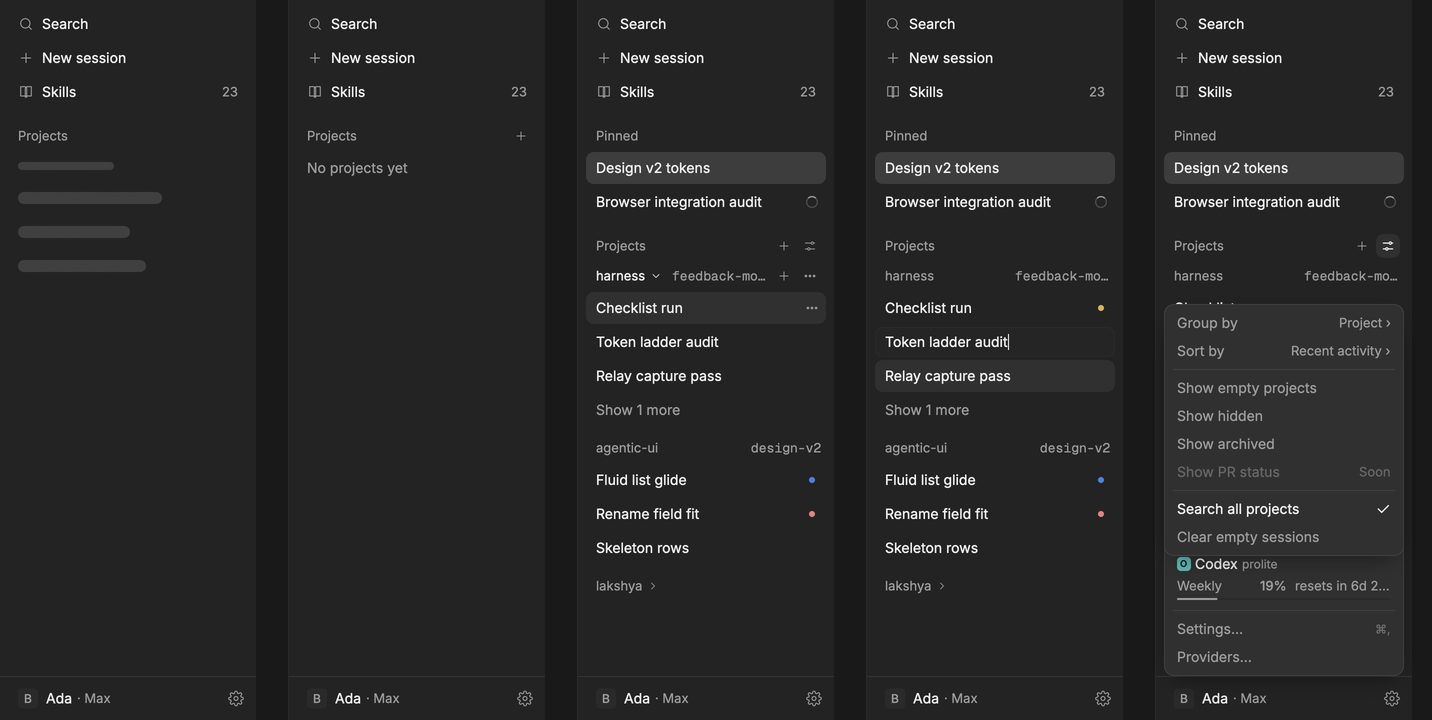 Search
New session
Skills 23
Projects
Search
New session
Skills 23
Projects
No projects yet
Search
New session
Skills 23
Pinned
Design v2 tokens
Browser integration audit
Projects
harness feedback-mo…
Checklist run
Token ladder audit
Relay capture pass
Show 1 more
agentic-ui design-v2
Fluid list glide
Rename field fit
Skeleton rows
lakshya
Search
New session
Skills 23
Pinned
Design v2 tokens
Browser integration audit
Projects
harness feedback-mo…
Checklist run
Token ladder audit
Relay capture pass
Show 1 more
agentic-ui design-v2
Fluid list glide
Rename field fit
Skeleton rows
lakshya
Search
New session
Skills 23
Pinned
Design v2 tokens
Browser integration audit
Projects
harness feedback-mo…
Group by Project ›
Sort by Recent activity ›
Show empty projects
Show hidden
Show archived
Show PR status Soon
Search all projects
Clear empty sessions
O Codex prolite
Weekly 19% resets in 6d 2…
Settings… ⌘,
Providers…
B Ada · Max
B Ada · Max
B Ada · Max
B Ada · Max
B Ada · Max